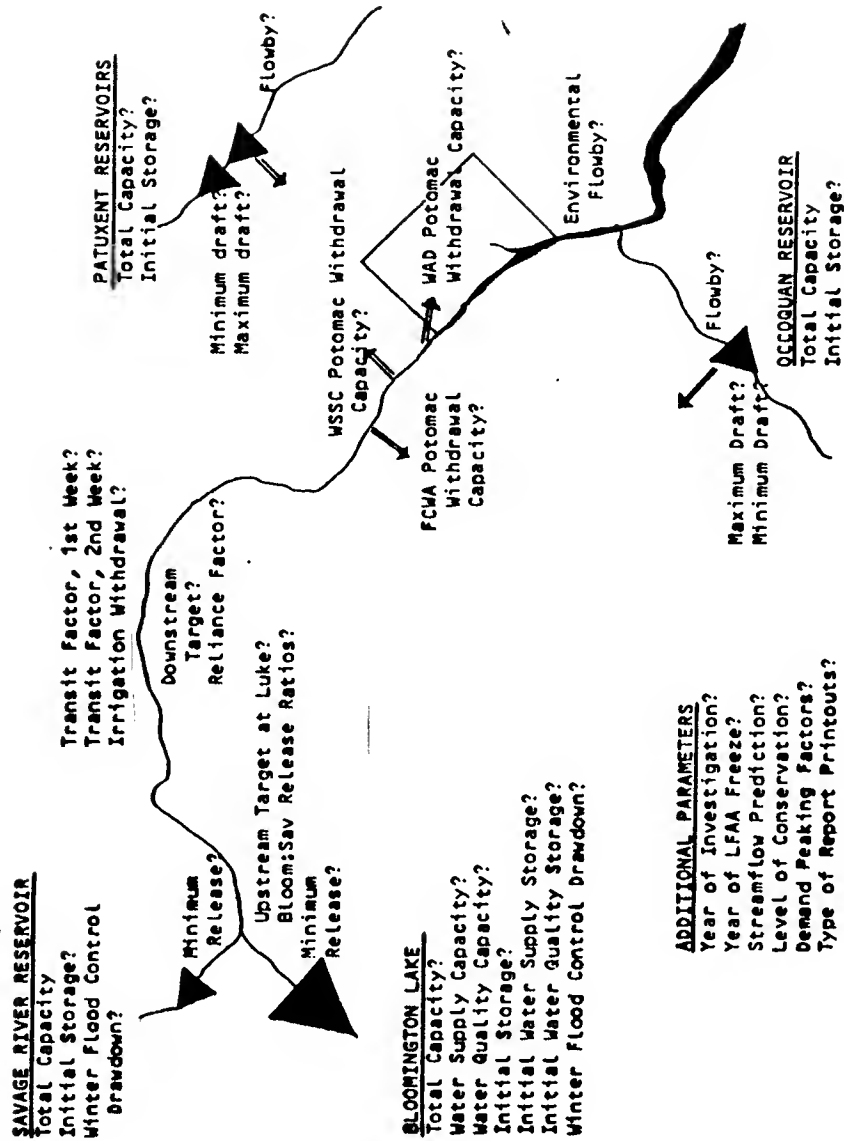 SAVAGE RIVER RESERVOIR
Total Capacity
Initial Storage?
Winter Flood Control
Drawdown?
Minimum
Release?
Upstream Target at Luke?
Bloom:Sav Release Ratios?
Minimum
Release?
BLOOMINGTON LAKE
Total Capacity?
Water Supply Capacity?
Water Quality Capacity?
Initial Storage?
Initial Water Supply Storage?
Initial Water Quality Storage?
Winter Flood Control Drawdown?
Transit Factor, 1st Week?
Transit Factor, 2nd Week?
Irrigation Withdrawal?
Downstream
Target?
Reliance Factor?
PATUXENT RESERVOIRS
Total Capacity?
Initial Storage?
Minimum draft?
Maximum draft?
Flowby?
WSSC Potomac Withdrawal
Capacity?
WAD Potomac
Withdrawal Capacity?
FCWA Potomac
Withdrawal
Capacity?
Environmental
Flowby?
Flowby?
Maximum Draft?
Minimum Draft?
OCCOQUAN RESERVOIR
Total Capacity
Initial Storage?
ADDITIONAL PARAMETERS
Year of Investigation?
Year of LFAA Freeze?
Streamflow Prediction?
Level of Conservation?
Demand Peaking Factors?
Type of Report Printouts?